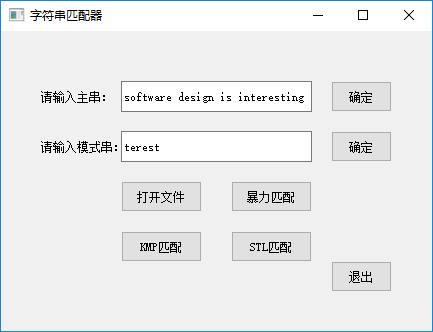 字符串匹配器
请输入主串： software design is interesting 确定
请输入模式串： terest 确定
打开文件 暴力匹配
KMP匹配 STL匹配
退出